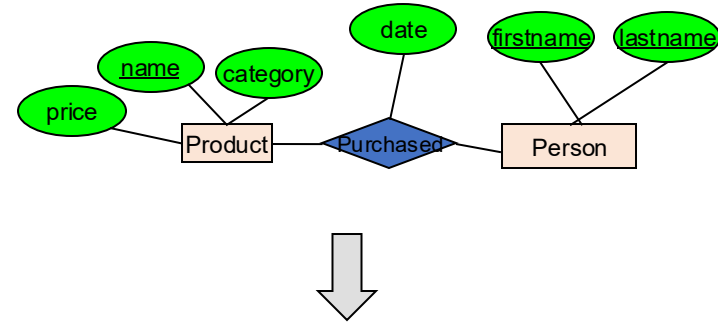 date
firstname
lastname
name
category
price
Product
Purchased
Person